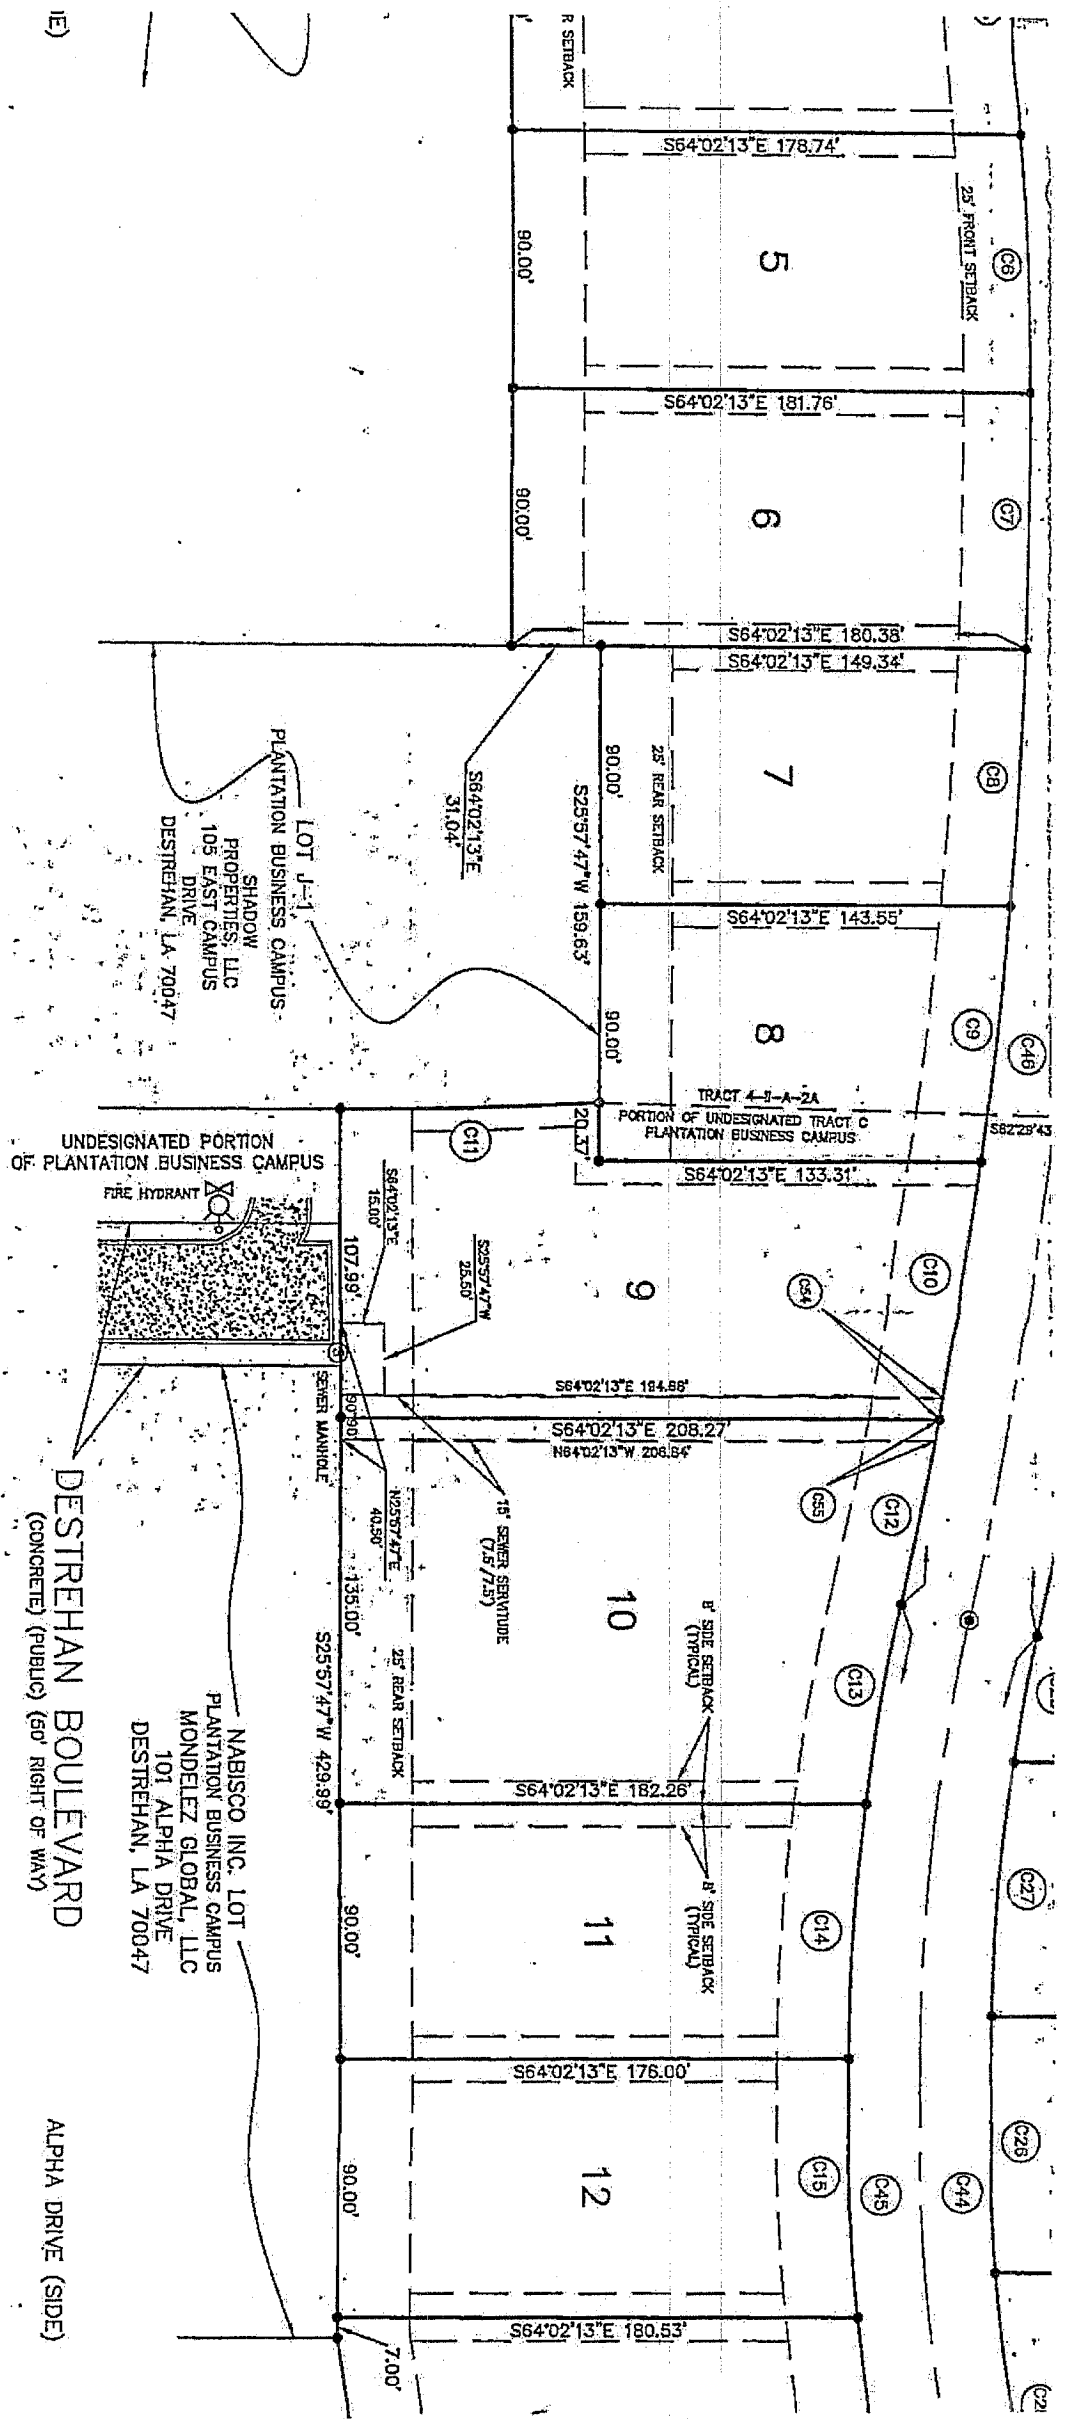 IE)
R SETBACK
S64°02'13"E 178.74'
25' FRONT SETBACK
C6
5
90.00'
S64°02'13"E 181.76'
C7
6
90.00'
S64°02'13"E 180.38'
S64°02'13"E 149.34'
C8
7
25' REAR SETBACK
90.00'
S25°57'47"W 159.63'
S64°02'13"E
31.04'
LOT J-1
PLANTATION BUSINESS CAMPUS
SHADOW
PROPERTIES, LLC
105 EAST CAMPUS
DRIVE
DESTREHAN, LA 70047
S64°02'13"E 143.55'
C46
C9
8
90.00'
TRACT 4-II-A-2A
PORTION OF UNDESIGNATED TRACT C
PLANTATION BUSINESS CAMPUS
S62°29'43
20.37'
S64°02'13"E 133.31'
C11
UNDESIGNATED PORTION
OF PLANTATION BUSINESS CAMPUS
FIRE HYDRANT
S64°02'13"E
15.00'
S25°57'47"W
25.50'
107.99'
C10
9
C54
S64°02'13"E 194.88'
S64°02'13"E 208.27'
N64°02'13"W 206.84'
S
SEWER MANHOLE
N25°57'47"E
40.50'
15' SEWER SERVITUDE
(7.5'/7.5')
C55
C12
10
C13
8' SIDE SETBACK
(TYPICAL)
135.00'
25' REAR SETBACK
S25°57'47"W 429.99'
S64°02'13"E 182.26'
8' SIDE SETBACK
(TYPICAL)
DESTREHAN BOULEVARD
(CONCRETE) (PUBLIC) (50' RIGHT OF WAY)
NABISCO INC. LOT
PLANTATION BUSINESS CAMPUS
MONDELEZ GLOBAL, LLC
101 ALPHA DRIVE
DESTREHAN, LA 70047
C27
C14
11
90.00'
S64°02'13"E 176.00'
C26
C44
C45
C15
12
90.00'
S64°02'13"E 180.53'
7.00'
ALPHA DRIVE (SIDE)